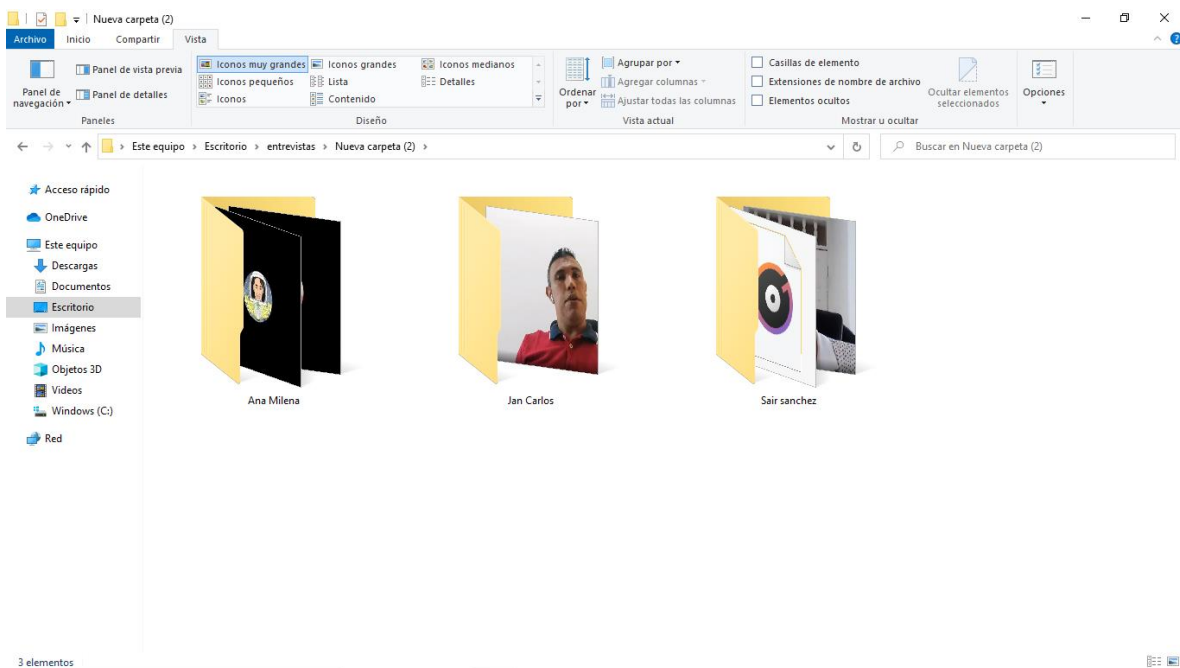 Nueva carpeta (2)
Archivo Inicio Compartir Vista
Panel de navegación
Panel de vista previa
Panel de detalles
Paneles
Iconos muy grandes Iconos grandes Iconos medianos
Iconos pequeños Lista Detalles
Iconos Contenido
Diseño
Ordenar por
Agrupar por
Agregar columnas
Ajustar todas las columnas
Vista actual
Casillas de elemento
Extensiones de nombre de archivo
Elementos ocultos
Ocultar elementos seleccionados
Mostrar u ocultar
Opciones
Este equipo > Escritorio > entrevistas > Nueva carpeta (2) >
Buscar en Nueva carpeta (2)
Acceso rápido
OneDrive
Este equipo
Descargas
Documentos
Escritorio
Imágenes
Música
Objetos 3D
Videos
Windows (C:)
Red
Ana Milena
Jan Carlos
Sair sanchez
3 elementos